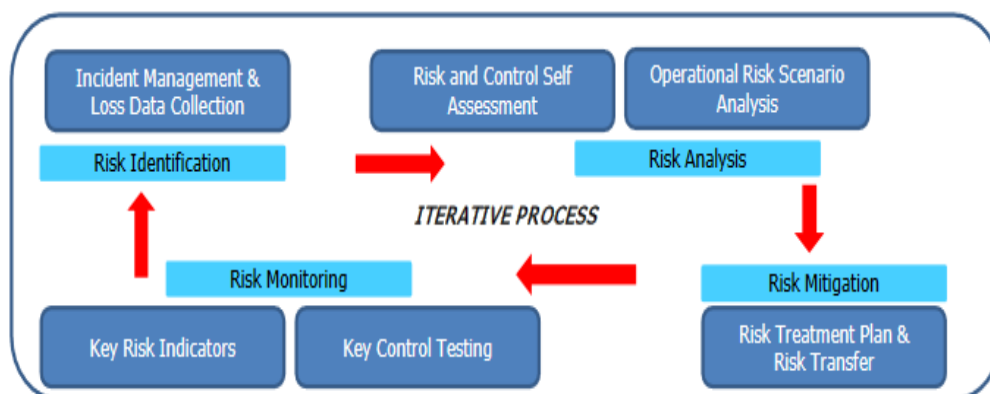 Incident Management &
Loss Data Collection
Risk and Control Self
Assessment
Operational Risk Scenario
Analysis
Risk Identification
Risk Analysis
ITERATIVE PROCESS
Risk Monitoring
Risk Mitigation
Key Risk Indicators
Key Control Testing
Risk Treatment Plan &
Risk Transfer